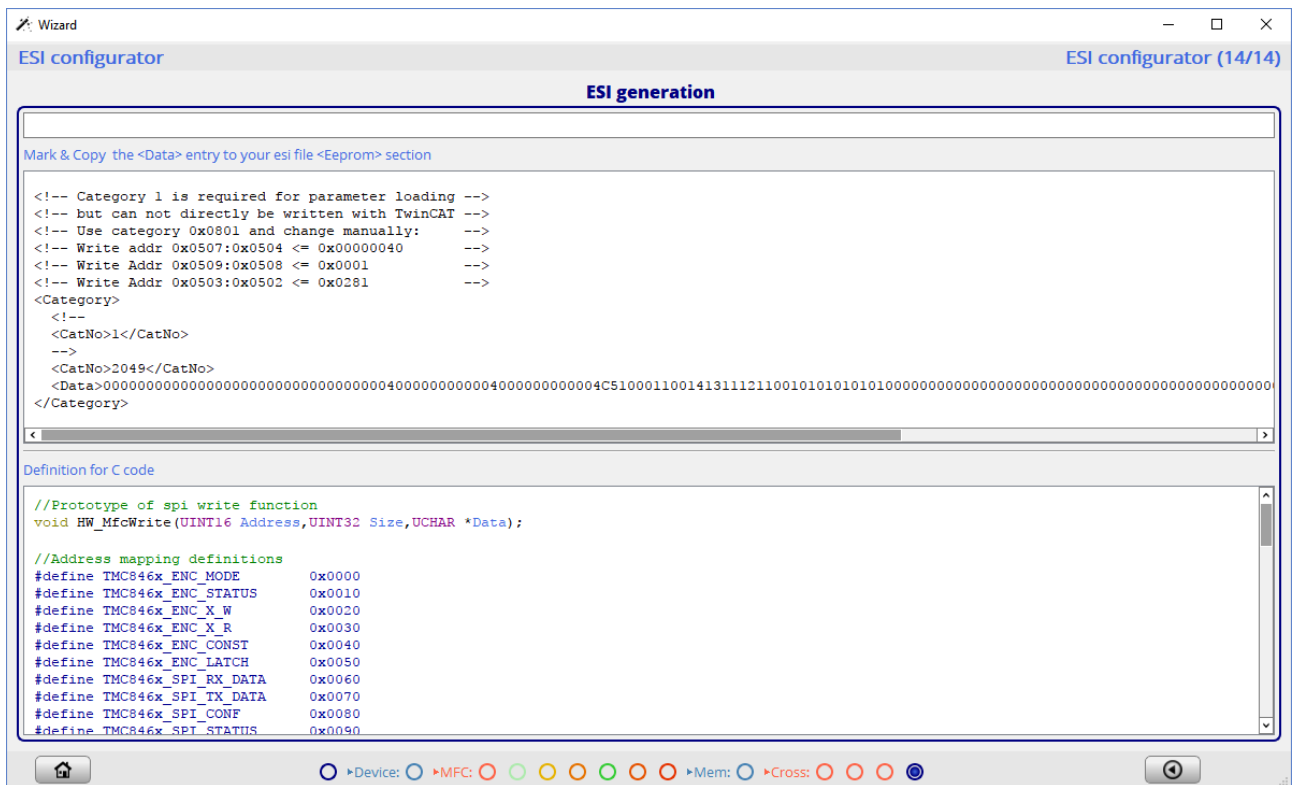 Wizard
ESI configurator
ESI configurator (14/14)
ESI generation
Mark & Copy the <Data> entry to your esi file <Eeprom> section
<!-- Category 1 is required for parameter loading -->
<!-- but can not directly be written with TwinCAT -->
<!-- Use category 0x0801 and change manually:     -->
<!-- Write addr 0x0507:0x0504 <= 0x00000040       -->
<!-- Write Addr 0x0509:0x0508 <= 0x0001           -->
<!-- Write Addr 0x0503:0x0502 <= 0x0281           -->
<Category>
<!--
<CatNo>1</CatNo>
-->
<CatNo>2049</CatNo>
</Category>
Definition for C code
//Prototype of spi write function
void HW_MfcWrite(UINT16 Address,UINT32 Size,UCHAR *Data);
//Address mapping definitions
#define TMC846x_ENC_MODE 0x0000
#define TMC846x_ENC_STATUS 0x0010
#define TMC846x_ENC_X_W 0x0020
#define TMC846x_ENC_X_R 0x0030
#define TMC846x_ENC_CONST 0x0040
#define TMC846x_ENC_LATCH 0x0050
#define TMC846x_SPI_RX_DATA 0x0060
#define TMC846x_SPI_TX_DATA 0x0070
#define TMC846x_SPI_CONF 0x0080
#define TMC846x_SPI_STATUS 0x0090
Device: MFC: Mem: Cross: